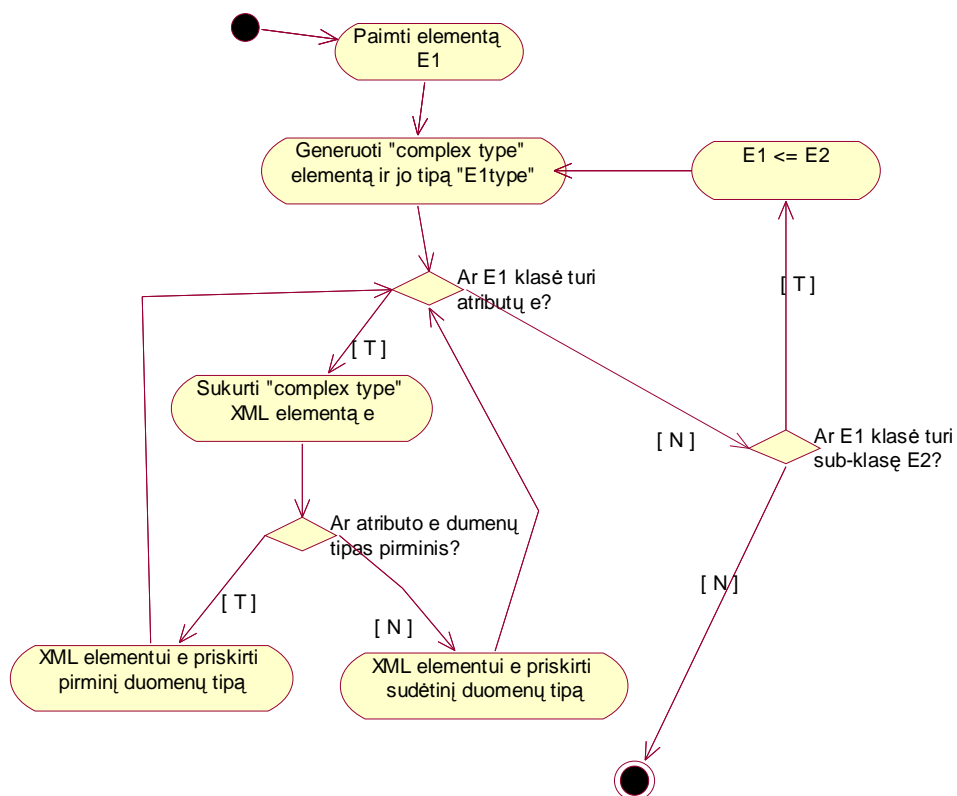 Paimti elementą
E1
Generuoti "complex type"
elementą ir jo tipą "E1type"
E1 <= E2
Ar E1 klasė turi
atributų e?
[ T ]
[ T ]
Sukurti "complex type"
XML elementą e
[ N ]
Ar E1 klasė turi
sub-klasę E2?
Ar atributo e dumenų
tipas pirminis?
[ T ]
[ N ]
[ N ]
XML elementui e priskirti
pirminį duomenų tipą
XML elementui e priskirti
sudėtinį duomenų tipą